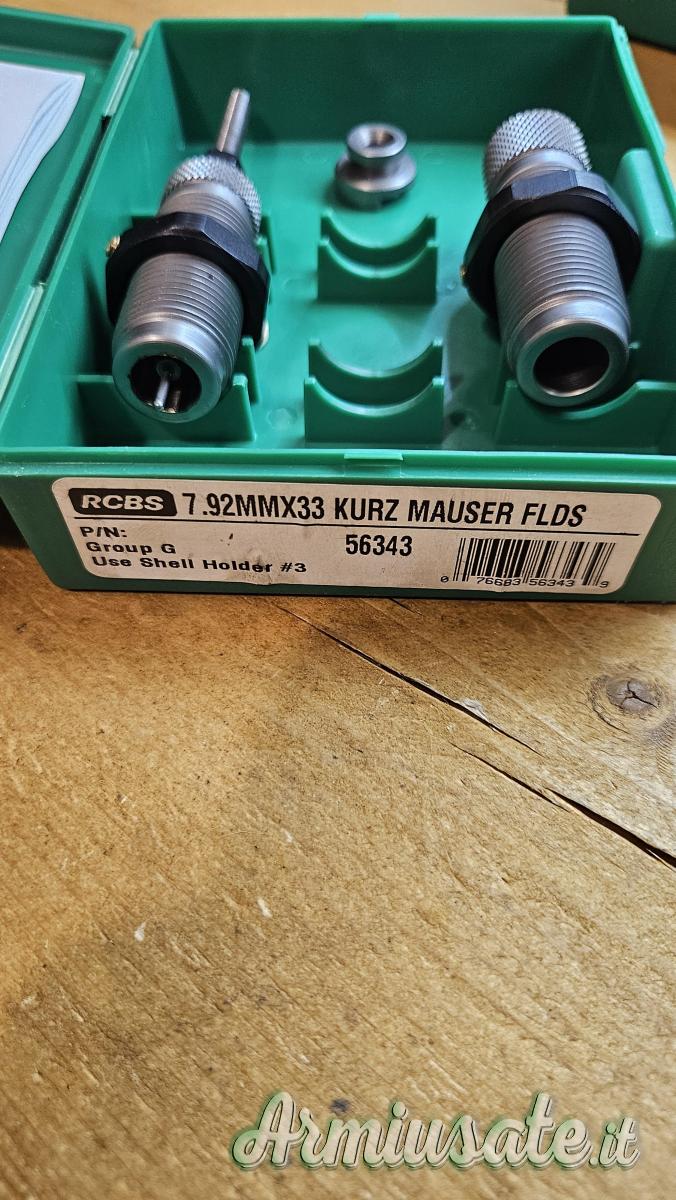 RCBS 7.92MMX33 KURZ MAUSER FLDS
P/N: 56343
Group G
Use Shell Holder #3
0 76683 56343 9
Armiusate.it